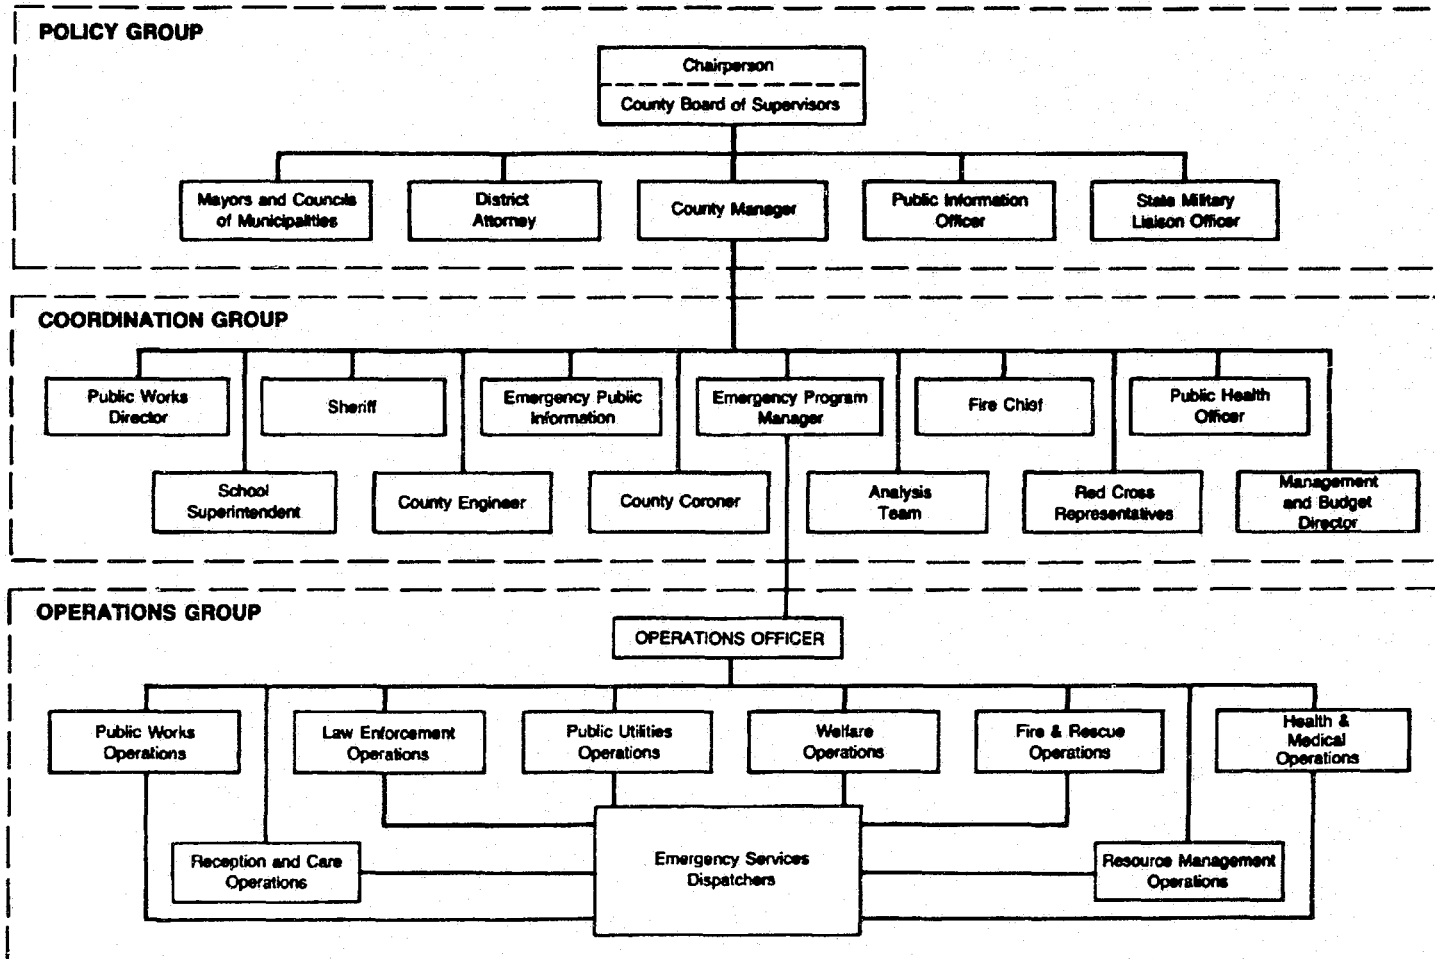 POLICY GROUP
Chairperson
County Board of Supervisors
Mayors and Councils
of Municipalities
District
Attorney
County Manager
Public Information
Officer
State Military
Liaison Officer
COORDINATION GROUP
Public Works
Director
Sheriff
Emergency Public
Information
Emergency Program
Manager
Fire Chief
Public Health
Officer
School
Superintendent
County Engineer
County Coroner
Analysis
Team
Red Cross
Representatives
Management
and Budget
Director
OPERATIONS GROUP
OPERATIONS OFFICER
Public Works
Operations
Law Enforcement
Operations
Public Utilities
Operations
Welfare
Operations
Fire & Rescue
Operations
Health &
Medical
Operations
Reception and Care
Operations
Emergency Services
Dispatchers
Resource Management
Operations